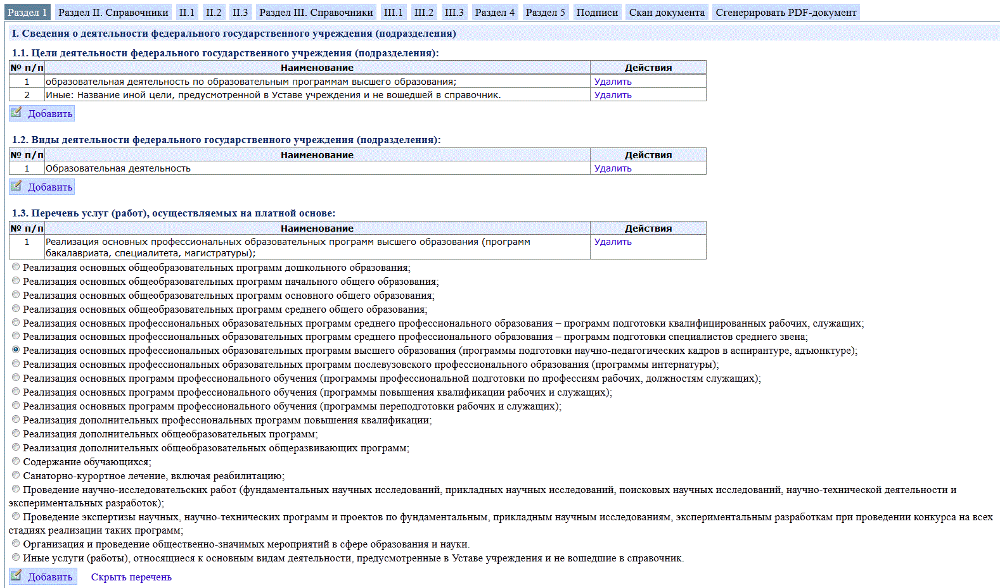 Раздел 1 Раздел II. Справочники II.1 II.2 II.3 Раздел III. Справочники III.1 III.2 III.3 Раздел 4 Раздел 5 Подписи Скан документа Сгенерировать PDF-документ
I. Сведения о деятельности федерального государственного учреждения (подразделения)
1.1. Цели деятельности федерального государственного учреждения (подразделения):
№ п/п Наименование Действия
1 образовательная деятельность по образовательным программам высшего образования; Удалить
2 Иные: Название иной цели, предусмотренной в Уставе учреждения и не вошедшей в справочник. Удалить
Добавить
1.2. Виды деятельности федерального государственного учреждения (подразделения):
№ п/п Наименование Действия
1 Образовательная деятельность Удалить
Добавить
1.3. Перечень услуг (работ), осуществляемых на платной основе:
№ п/п Наименование Действия
1 Реализация основных профессиональных образовательных программ высшего образования (программ Удалить
бакалавриата, специалитета, магистратуры);
Реализация основных общеобразовательных программ дошкольного образования;
Реализация основных общеобразовательных программ начального общего образования;
Реализация основных общеобразовательных программ основного общего образования;
Реализация основных общеобразовательных программ среднего общего образования;
Реализация основных профессиональных образовательных программ среднего профессионального образования – программ подготовки квалифицированных рабочих, служащих;
Реализация основных профессиональных образовательных программ среднего профессионального образования – программ подготовки специалистов среднего звена;
Реализация основных профессиональных образовательных программ высшего образования (программы подготовки научно-педагогических кадров в аспирантуре, адъюнктуре);
Реализация основных профессиональных образовательных программ послевузовского профессионального образования (программы интернатуры);
Реализация основных программ профессионального обучения (программы профессиональной подготовки по профессиям рабочих, должностям служащих);
Реализация основных программ профессионального обучения (программы повышения квалификации рабочих и служащих);
Реализация основных программ профессионального обучения (программы переподготовки рабочих и служащих);
Реализация дополнительных профессиональных программ повышения квалификации;
Реализация дополнительных общеобразовательных программ;
Реализация дополнительных общеобразовательных общеразвивающих программ;
Содержание обучающихся;
Санаторно-курортное лечение, включая реабилитацию;
Проведение научно-исследовательских работ (фундаментальных научных исследований, прикладных научных исследований, поисковых научных исследований, научно-технической деятельности и
экспериментальных разработок);
Проведение экспертизы научных, научно-технических программ и проектов по фундаментальным, прикладным научным исследованиям, экспериментальным разработкам при проведении конкурса на всех
стадиях реализации таких программ;
Организация и проведение общественно-значимых мероприятий в сфере образования и науки.
Иные услуги (работы), относящиеся к основным видам деятельности, предусмотренные в Уставе учреждения и не вошедшие в справочник.
Добавить Скрыть перечень